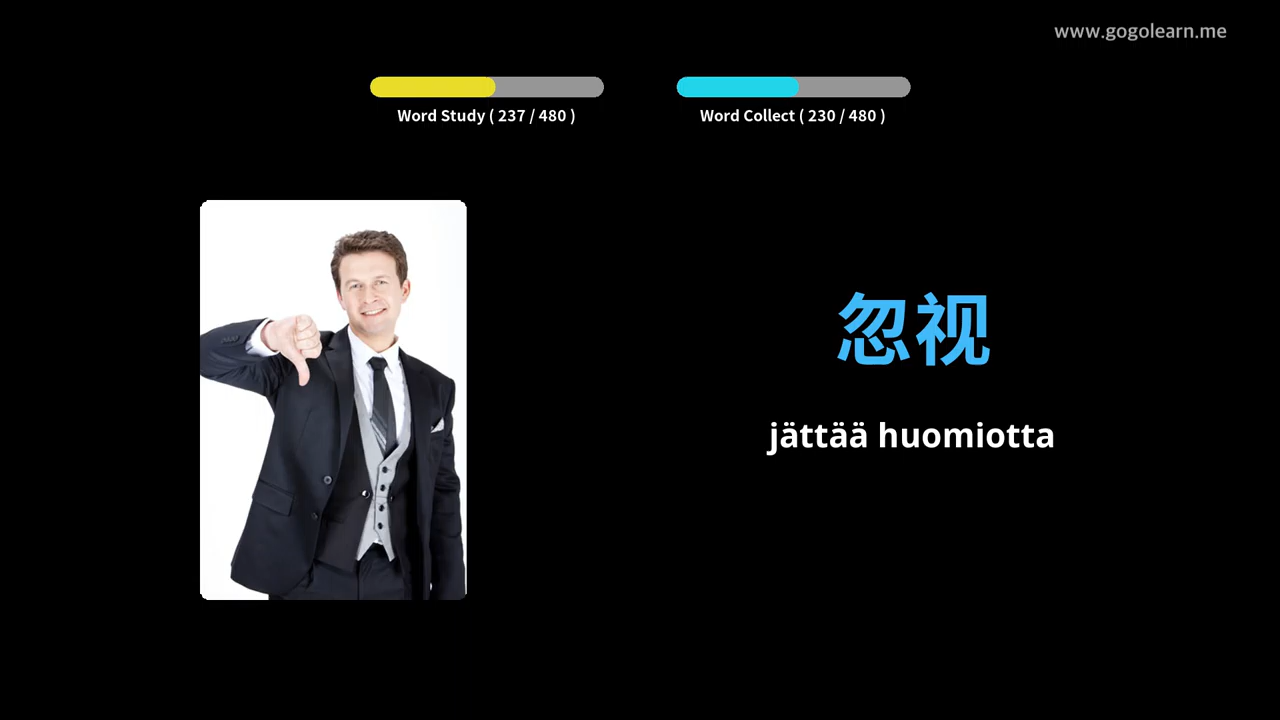 www.gogolearn.me
Word Study ( 237 / 480 )
Word Collect ( 230 / 480 )
忽视
jättää huomiotta